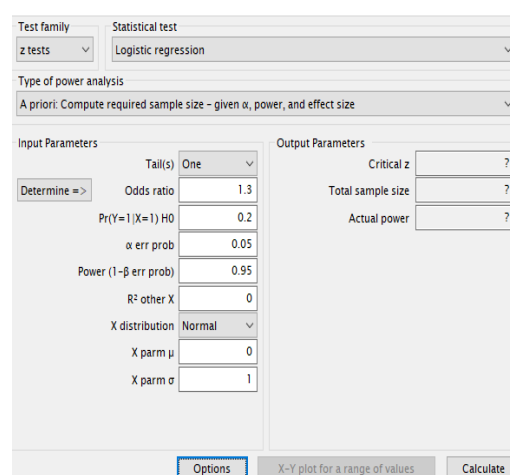 Test family Statistical test
z tests Logistic regression
Type of power analysis
A priori: Compute required sample size – given α, power, and effect size
Input Parameters Output Parameters
Tail(s) One Critical z ?
Determine => Odds ratio 1.3 Total sample size ?
Pr(Y=1|X=1) H0 0.2 Actual power ?
α err prob 0.05
Power (1-β err prob) 0.95
R² other X 0
X distribution Normal
X parm μ 0
X parm σ 1
Options X-Y plot for a range of values Calculate